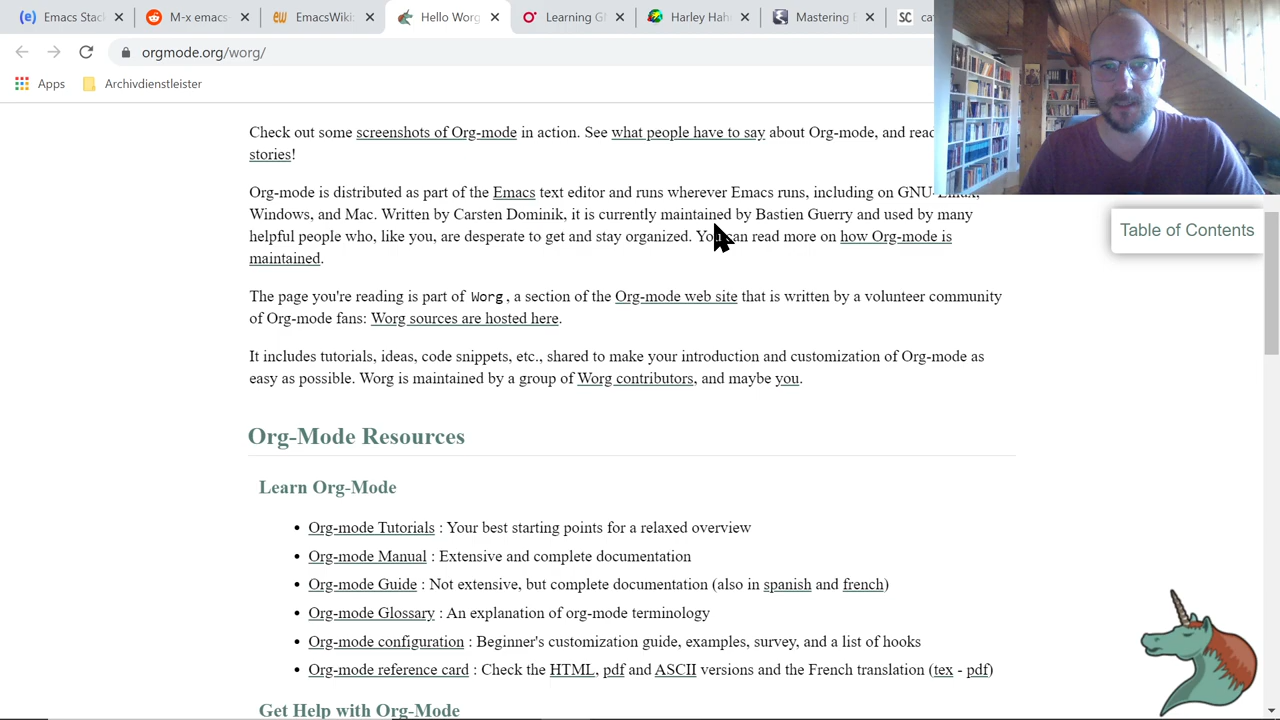 Emacs Stack
M-x emacs-
EmacsWiki:
Hello Worg
Learning GN
Harley Hahn
Mastering
orgmode.org/worg/
Apps
Archivdienstleister
Check out some screenshots of Org-mode in action. See what people have to say about Org-mode, and read
stories!
Org-mode is distributed as part of the Emacs text editor and runs wherever Emacs runs, including on GNU-Linux,
Windows, and Mac. Written by Carsten Dominik, it is currently maintained by Bastien Guerry and used by many
helpful people who, like you, are desperate to get and stay organized. You can read more on how Org-mode is
maintained.
The page you're reading is part of Worg, a section of the Org-mode web site that is written by a volunteer community
of Org-mode fans: Worg sources are hosted here.
It includes tutorials, ideas, code snippets, etc., shared to make your introduction and customization of Org-mode as
easy as possible. Worg is maintained by a group of Worg contributors, and maybe you.
Table of Contents
Org-Mode Resources
Learn Org-Mode
• Org-mode Tutorials : Your best starting points for a relaxed overview
• Org-mode Manual : Extensive and complete documentation
• Org-mode Guide : Not extensive, but complete documentation (also in spanish and french)
• Org-mode Glossary : An explanation of org-mode terminology
• Org-mode configuration : Beginner's customization guide, examples, survey, and a list of hooks
• Org-mode reference card : Check the HTML, pdf and ASCII versions and the French translation (tex - pdf)
Get Help with Org-Mode